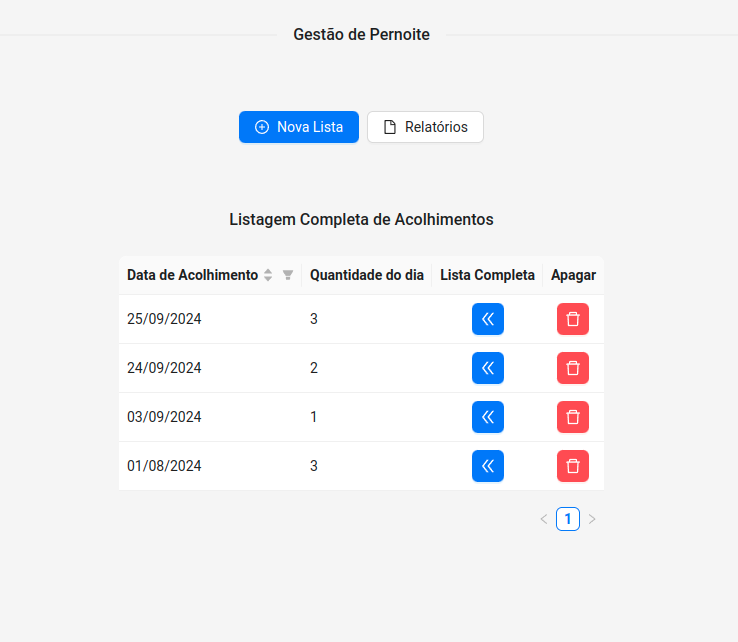 Gestão de Pernoite
Nova Lista Relatórios
Listagem Completa de Acolhimentos
Data de Acolhimento Quantidade do dia Lista Completa Apagar
25/09/2024 3
24/09/2024 2
03/09/2024 1
01/08/2024 3
1